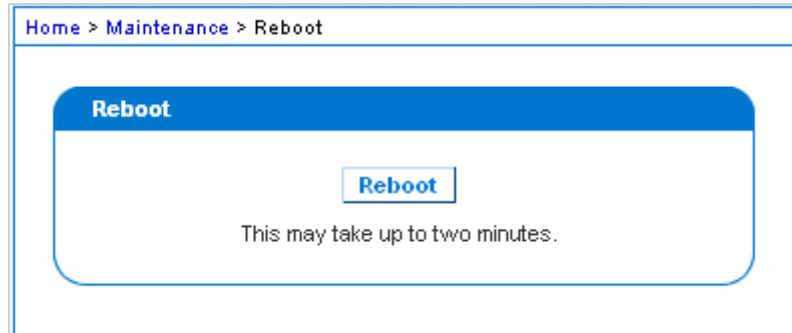 Home > Maintenance > Reboot
Reboot
Reboot
This may take up to two minutes.